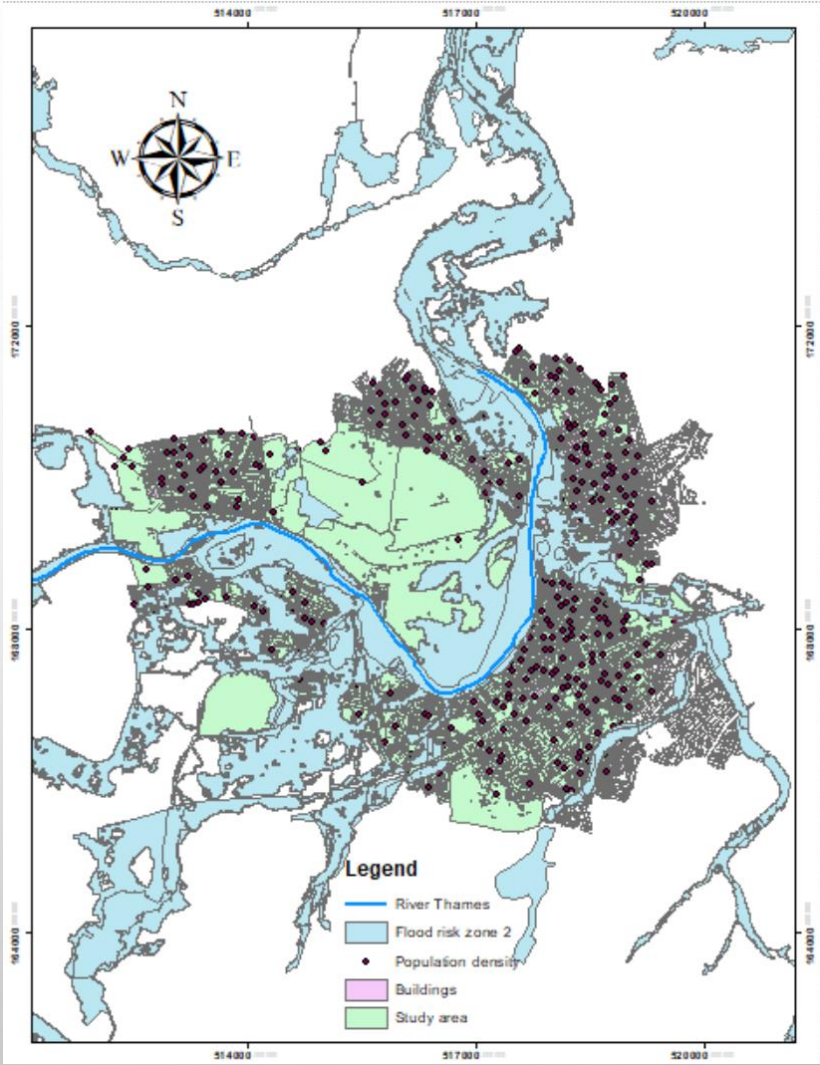 514000 517000 520000
N
W E
S
172000 172000
168000 168000
Legend
River Thames
Flood risk zone 2
Population density
Buildings
Study area
164000 164000
514000 517000 520000